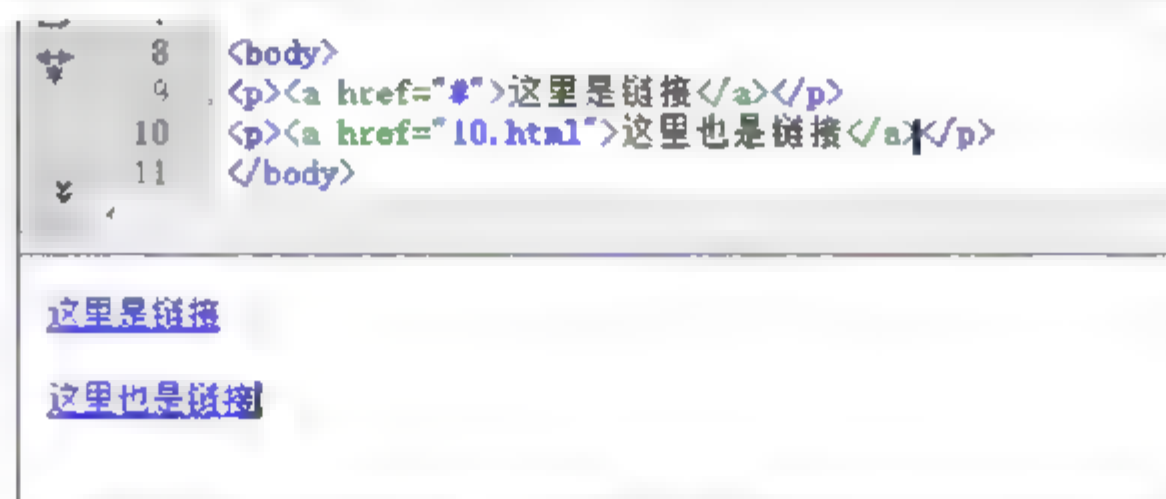 8 <body>
9 <p><a href="#">这里是链接</a></p>
10 <p><a href="10.html">这里也是链接</a></p>
11 </body>
这里是链接
这里也是链接